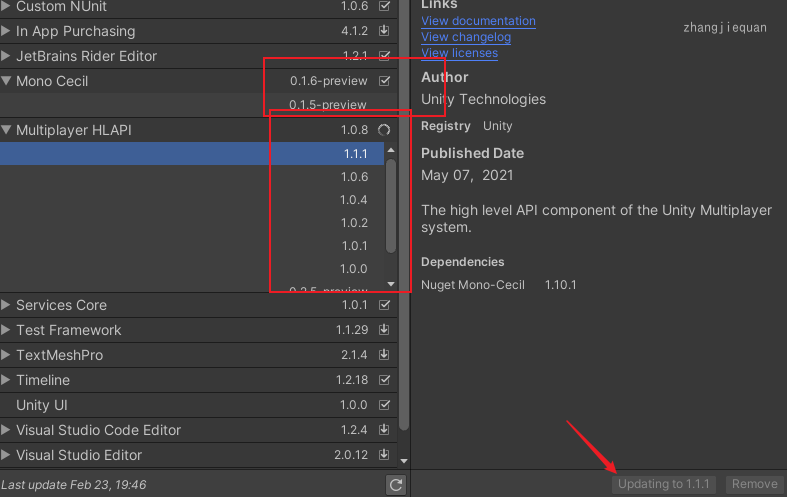 Custom NUnit 1.0.6
In App Purchasing 4.1.2
JetBrains Rider Editor 1.2.1
Mono Cecil 0.1.6-preview
0.1.5-preview
Multiplayer HLAPI 1.0.8
1.1.1
1.0.6
1.0.4
1.0.2
1.0.1
1.0.0
0.2.5-preview
Services Core 1.0.1
Test Framework 1.1.29
TextMeshPro 2.1.4
Timeline 1.2.18
Unity UI 1.0.0
Visual Studio Code Editor 1.2.4
Visual Studio Editor 2.0.12
Last update Feb 23, 19:46
Links
View documentation
zhangjiequan
View changelog
View licenses
Author
Unity Technologies
Registry Unity
Published Date
May 07, 2021
The high level API component of the Unity Multiplayer
system.
Dependencies
Nuget Mono-Cecil 1.10.1
Updating to 1.1.1 Remove